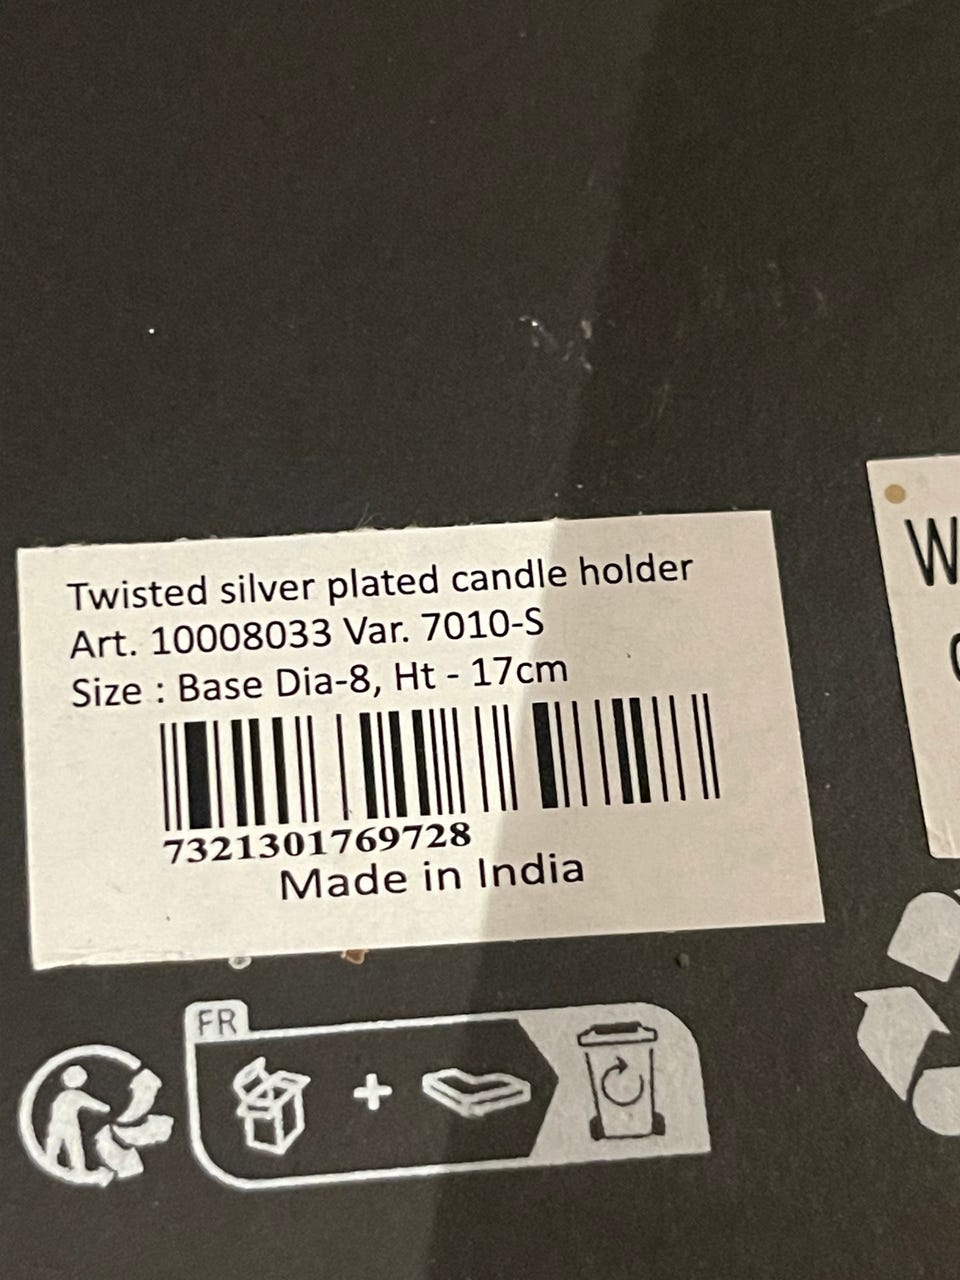 Twisted silver plated candle holder
Art. 10008033 Var. 7010-S
Size : Base Dia-8, Ht - 17cm
7321301769728
Made in India
FR
W